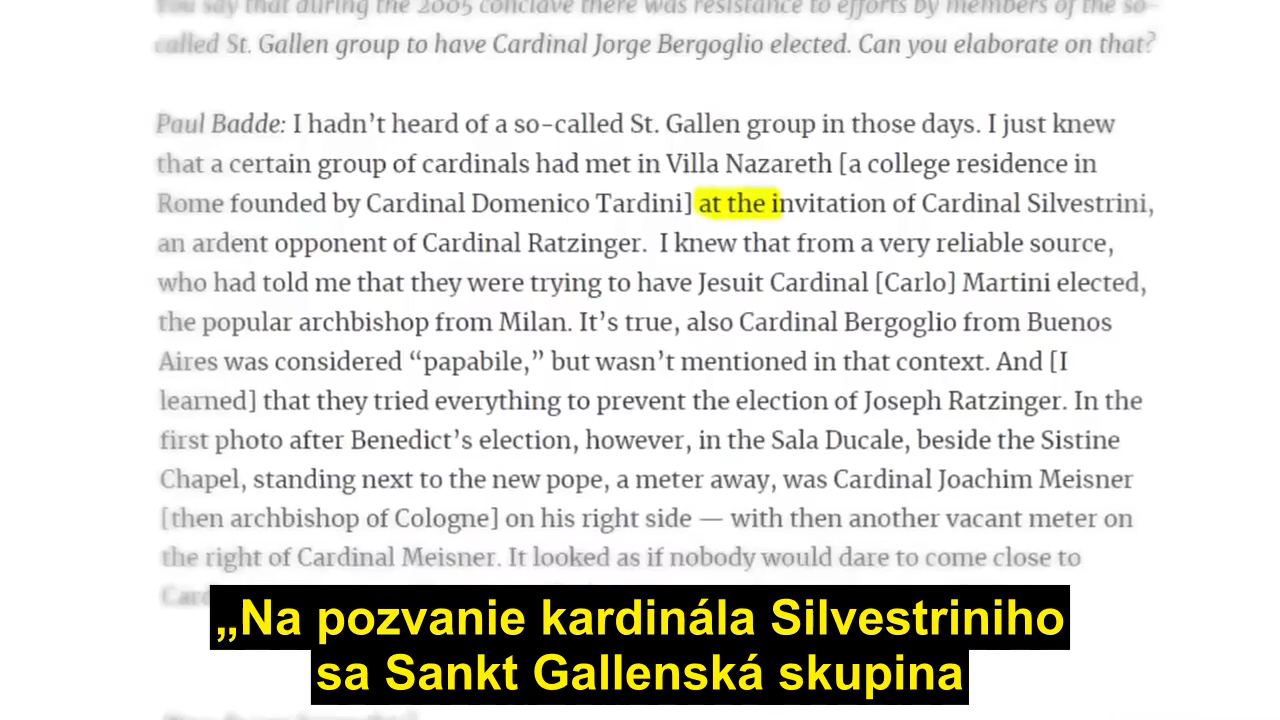 You say that during the 2005 conclave there was resistance to efforts by members of the so-
called St. Gallen group to have Cardinal Jorge Bergoglio elected. Can you elaborate on that?
Paul Badde: I hadn’t heard of a so-called St. Gallen group in those days. I just knew
that a certain group of cardinals had met in Villa Nazareth [a college residence in
Rome founded by Cardinal Domenico Tardini] at the invitation of Cardinal Silvestrini,
an ardent opponent of Cardinal Ratzinger. I knew that from a very reliable source,
who had told me that they were trying to have Jesuit Cardinal [Carlo] Martini elected,
the popular archbishop from Milan. It’s true, also Cardinal Bergoglio from Buenos
Aires was considered “papabile,” but wasn’t mentioned in that context. And [I
learned] that they tried everything to prevent the election of Joseph Ratzinger. In the
first photo after Benedict’s election, however, in the Sala Ducale, beside the Sistine
Chapel, standing next to the new pope, a meter away, was Cardinal Joachim Meisner
[then archbishop of Cologne] on his right side — with then another vacant meter on
the right of Cardinal Meisner. It looked as if nobody would dare to come close to
„Na pozvanie kardinála Silvestriniho
sa Sankt Gallenská skupina